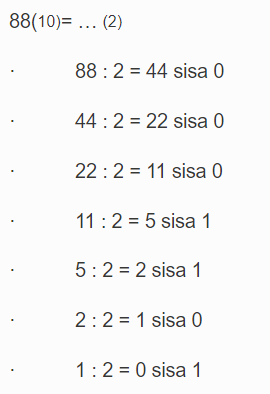 88(10)= … (2)
· 88 : 2 = 44 sisa 0
· 44 : 2 = 22 sisa 0
· 22 : 2 = 11 sisa 0
· 11 : 2 = 5 sisa 1
· 5 : 2 = 2 sisa 1
· 2 : 2 = 1 sisa 0
· 1 : 2 = 0 sisa 1